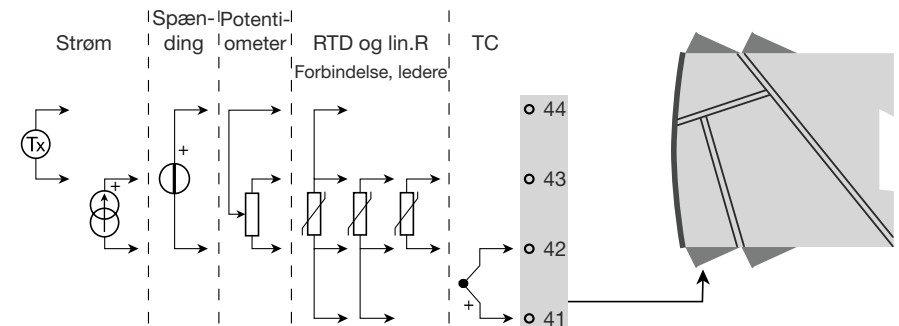 Strøm
Spæn-
ding
Potenti-
ometer
RTD og lin.R
Forbindelse, ledere
TC
Tx
+
+
+
44
43
42
41